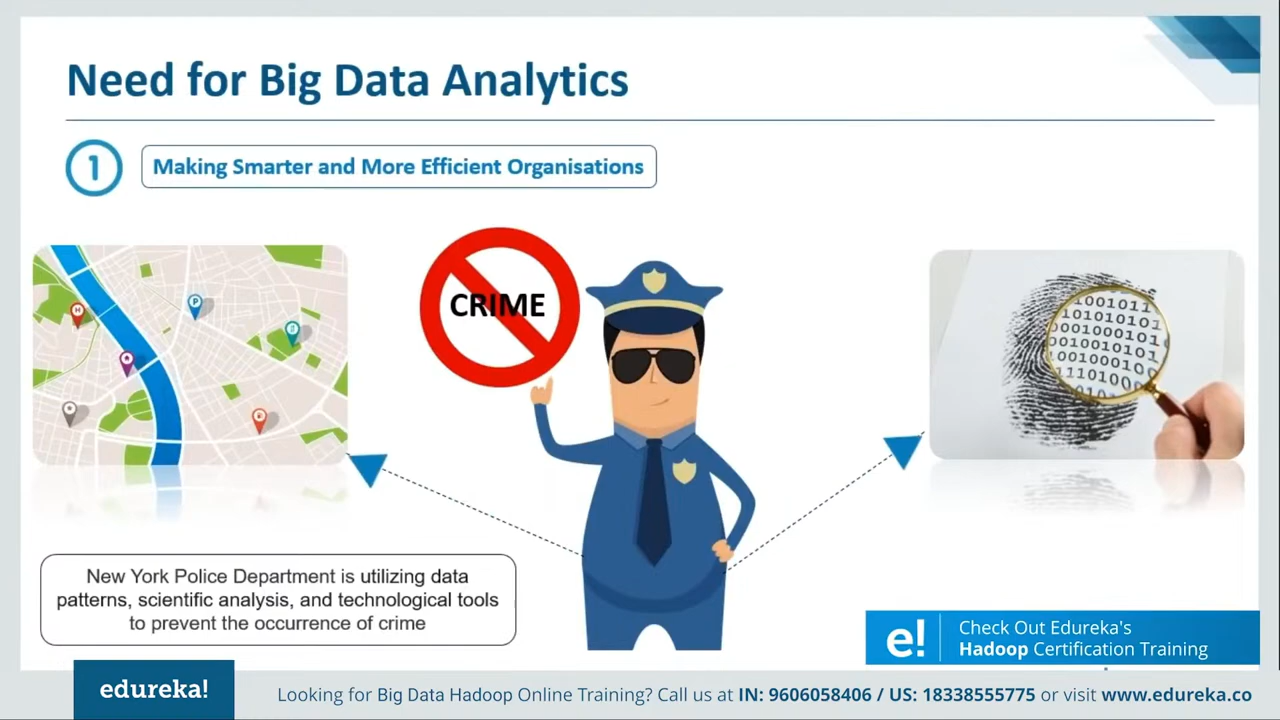 Need for Big Data Analytics
1
Making Smarter and More Efficient Organisations
CRIME
H
P
New York Police Department is utilizing data
patterns, scientific analysis, and technological tools
to prevent the occurrence of crime
e!
Check Out Edureka's
Hadoop Certification Training
edureka!
Looking for Big Data Hadoop Online Training? Call us at IN: 9606058406 / US: 18338555775 or visit www.edureka.co